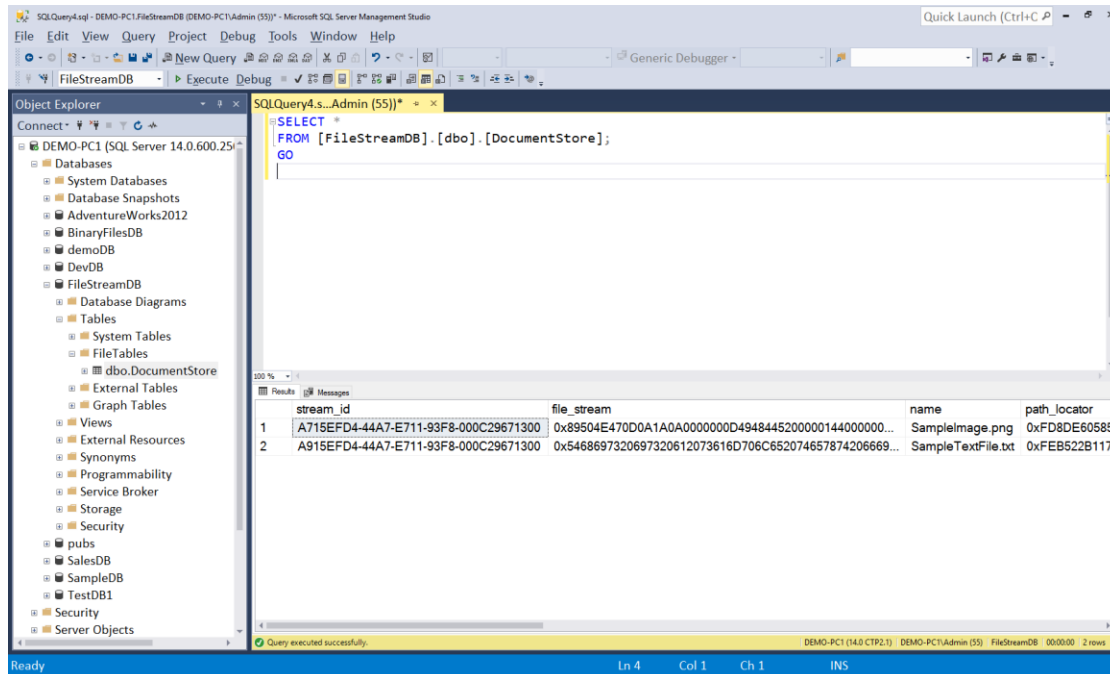 SQLQuery4.sql - DEMO-PC1.FileStreamDB (DEMO-PC1\Admin (55))* - Microsoft SQL Server Management Studio
Quick Launch (Ctrl+C
File Edit View Query Project Debug Tools Window Help
New Query
Generic Debugger
FileStreamDB
Execute Debug
Object Explorer
SQLQuery4.s...Admin (55))*
Connect
DEMO-PC1 (SQL Server 14.0.600.25
Databases
System Databases
Database Snapshots
AdventureWorks2012
BinaryFilesDB
demoDB
DevDB
FileStreamDB
Database Diagrams
Tables
System Tables
FileTables
dbo.DocumentStore
External Tables
Graph Tables
Views
External Resources
Synonyms
Programmability
Service Broker
Storage
Security
pubs
SalesDB
SampleDB
TestDB1
Security
Server Objects
SELECT *
FROM [FileStreamDB].[dbo].[DocumentStore];
GO
100 %
Results Messages
stream_id file_stream name path_locator
1 A715EFD4-44A7-E711-93F8-000C29671300 0x89504E470D0A1A0A0000000D4948445200000144000000... SampleImage.png 0xFD8DE60585
2 A915EFD4-44A7-E711-93F8-000C29671300 0x5468697320697320612073616D706C652074657874206669... SampleTextFile.txt 0xFEB522B117
Query executed successfully.
DEMO-PC1 (14.0 CTP2.1) DEMO-PC1\Admin (55) FileStreamDB 00:00:00 2 rows
Ready Ln 4 Col 1 Ch 1 INS